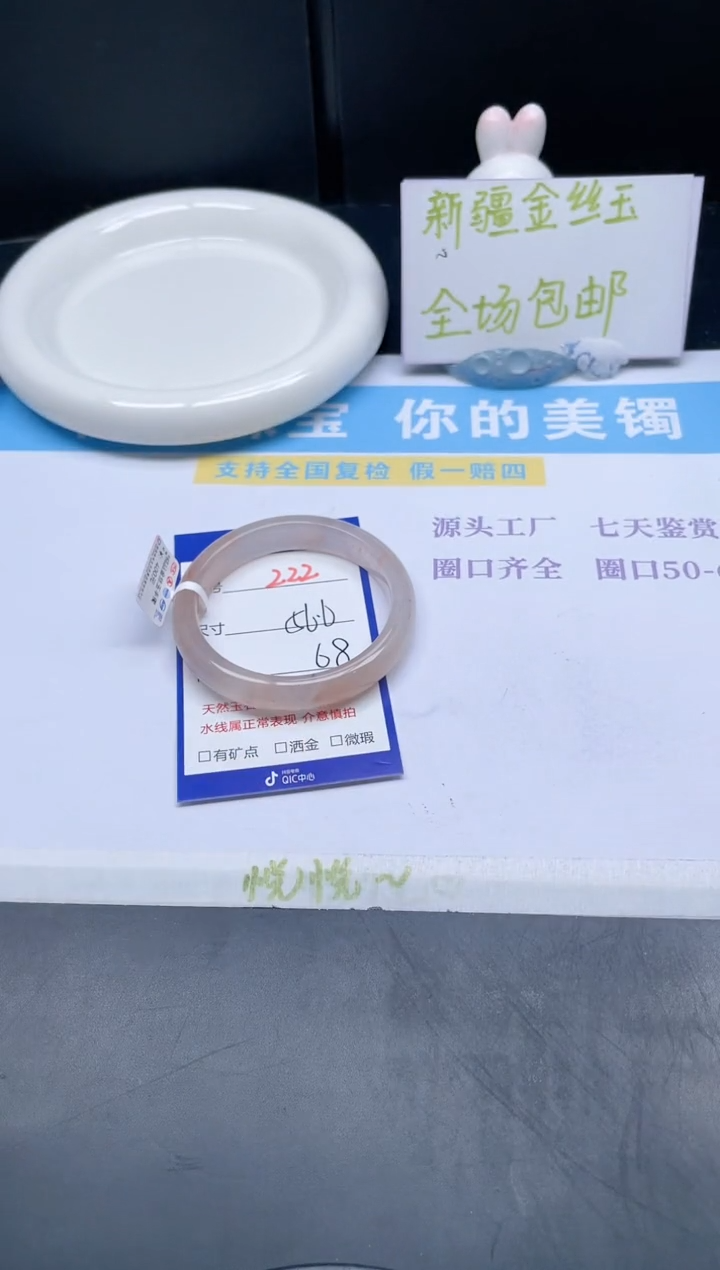 新疆金丝玉
全场包邮
宝 你的美镯
支持全国复检 假一赔四
源头工厂 七天鉴赏
圈口齐全 圈口50-
222
尺寸
68
天然玉
水线属正常表现 介意慎拍
□有矿点 □洒金 □微瑕
QIC中心
悦悦~